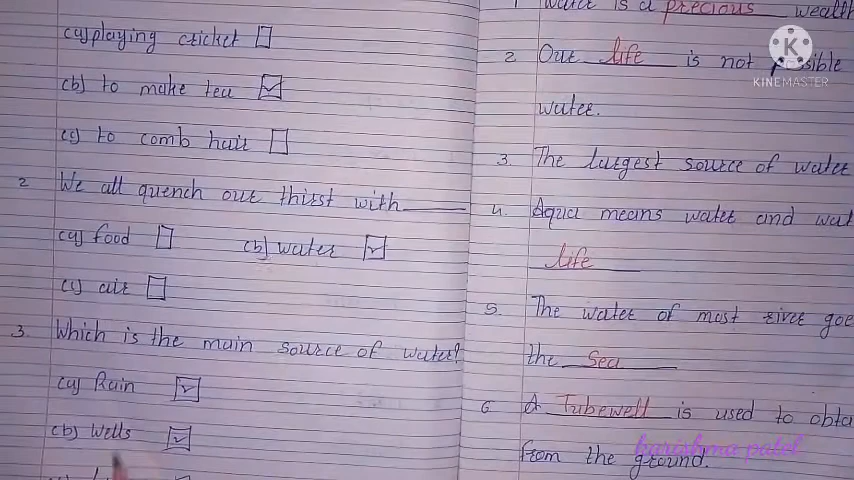 (a) playing cricket
(b) to make tea
(c) to comb hair
2 We all quench our thirst with
(a) food (b) water
(c) air
3. Which is the main source of water?
(a) Rain
(b) Wells
1 Water is a precious wealth
2 Our life is not possible
water.
3. The largest source of water
4. Aqua means water and wat
life
5. The water of most river goe
the Sea
6. A Tubewell is used to obta
from the ground.
KINEMASTER
karishma patel